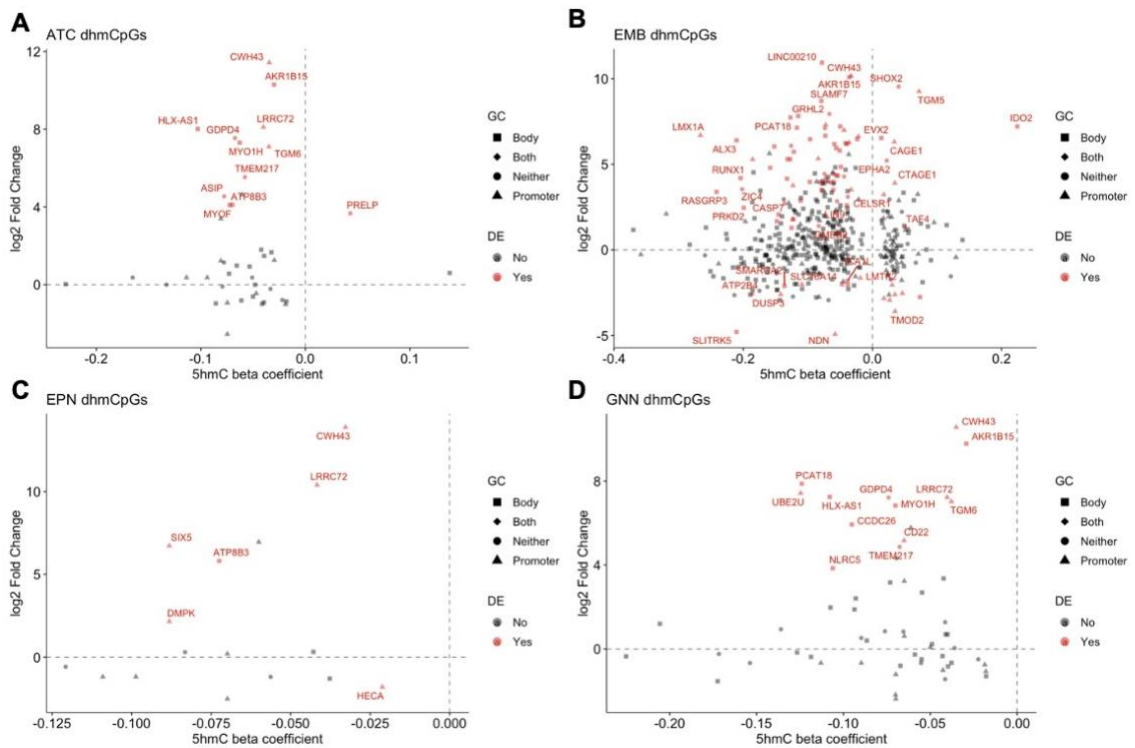 A
ATC dhmCpGs
12
8
4
0
log2 Fold Change
-0.2
-0.1
0.0
0.1
5hmC beta coefficient
CWH43
AKR1B15
HLX-AS1
LRRC72
GDPD4
MYO1H
TGM6
TMEM217
ASIP
ATP8B3
MYOF
PRELP
GC
Body
Both
Neither
Promoter
DE
No
Yes
B
EMB dhmCpGs
10
5
0
-5
log2 Fold Change
-0.4
-0.2
0.0
0.2
5hmC beta coefficient
LINC00210
CWH43
AKR1B15
SHOX2
SLAMF7
TGM5
GRHL2
IDO2
LMX1A
PCAT18
EVX2
ALX3
CAGE1
RUNX1
EPHA2
CTAGE1
RASGRP3
ZIC4
CASP7
CELSR1
PRKD2
TAF4
ATP2B4
DUSP3
TMOD2
SLITRK5
NDN
GC
Body
Both
Neither
Promoter
DE
No
Yes
C
EPN dhmCpGs
10
5
0
log2 Fold Change
-0.125
-0.100
-0.075
-0.050
-0.025
0.000
5hmC beta coefficient
CWH43
LRRC72
SIX5
ATP8B3
DMPK
HECA
GC
Body
Both
Neither
Promoter
DE
No
Yes
D
GNN dhmCpGs
8
4
0
log2 Fold Change
-0.20
-0.15
-0.10
-0.05
0.00
5hmC beta coefficient
CWH43
AKR1B15
PCAT18
UBE2U
GDPD4
LRRC72
HLX-AS1
MYO1H
TGM6
CCDC26
CD22
TMEM217
NLRC5
GC
Body
Both
Neither
Promoter
DE
No
Yes